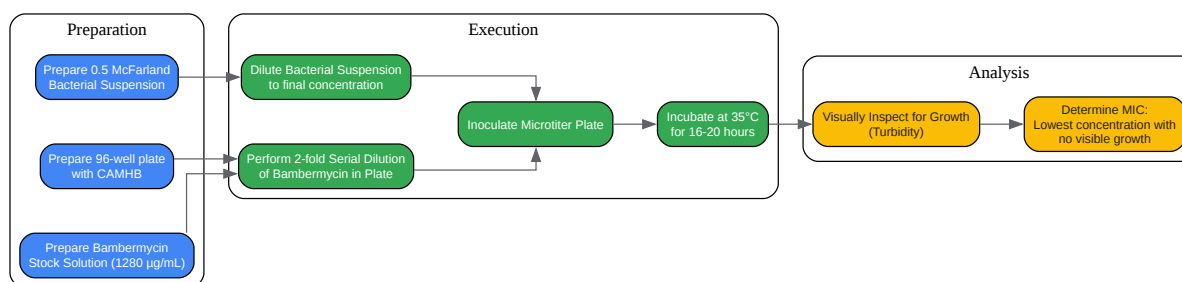 Preparation
Prepare 0.5 McFarland
Bacterial Suspension
Prepare 96-well plate
with CAMHB
Prepare Bambermycin
Stock Solution (1280 µg/mL)
Execution
Dilute Bacterial Suspension
to final concentration
Perform 2-fold Serial Dilution
of Bambermycin in Plate
Inoculate Microtiter Plate
Incubate at 35°C
for 16-20 hours
Analysis
Visually Inspect for Growth
(Turbidity)
Determine MIC:
Lowest concentration with
no visible growth